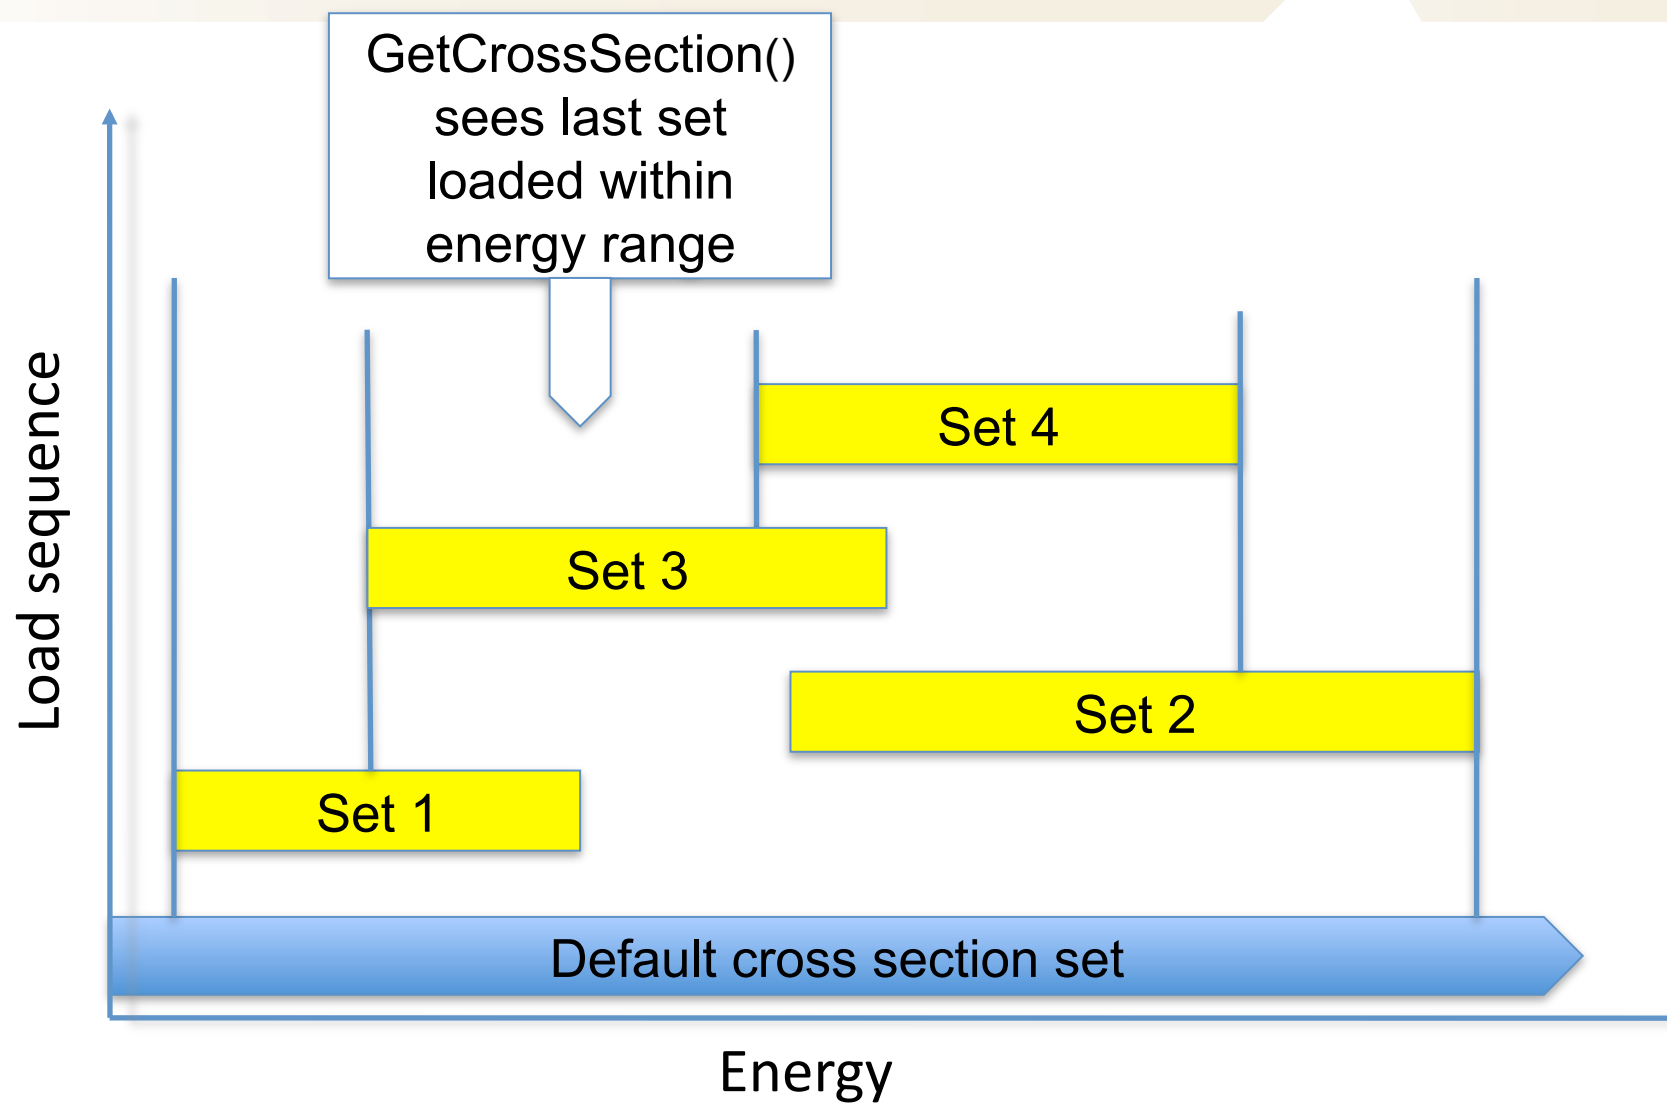 GetCrossSection()
sees last set
loaded within
energy range
Load sequence
Set 4
Set 3
Set 2
Set 1
Default cross section set
Energy